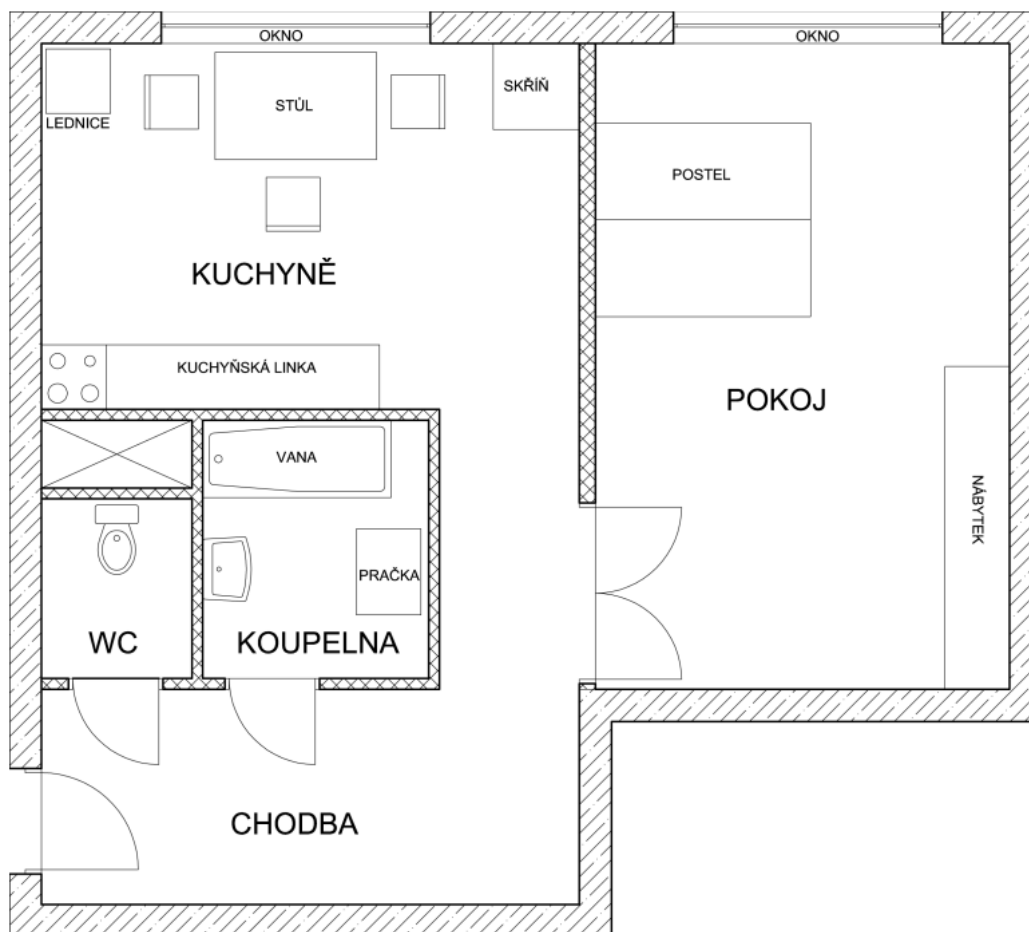 OKNO
OKNO
STŮL
SKŘÍŇ
LEDNICE
POSTEL
KUCHYNĚ
KUCHYŇSKÁ LINKA
POKOJ
VANA
NÁBYTEK
PRAČKA
WC
KOUPELNA
CHODBA